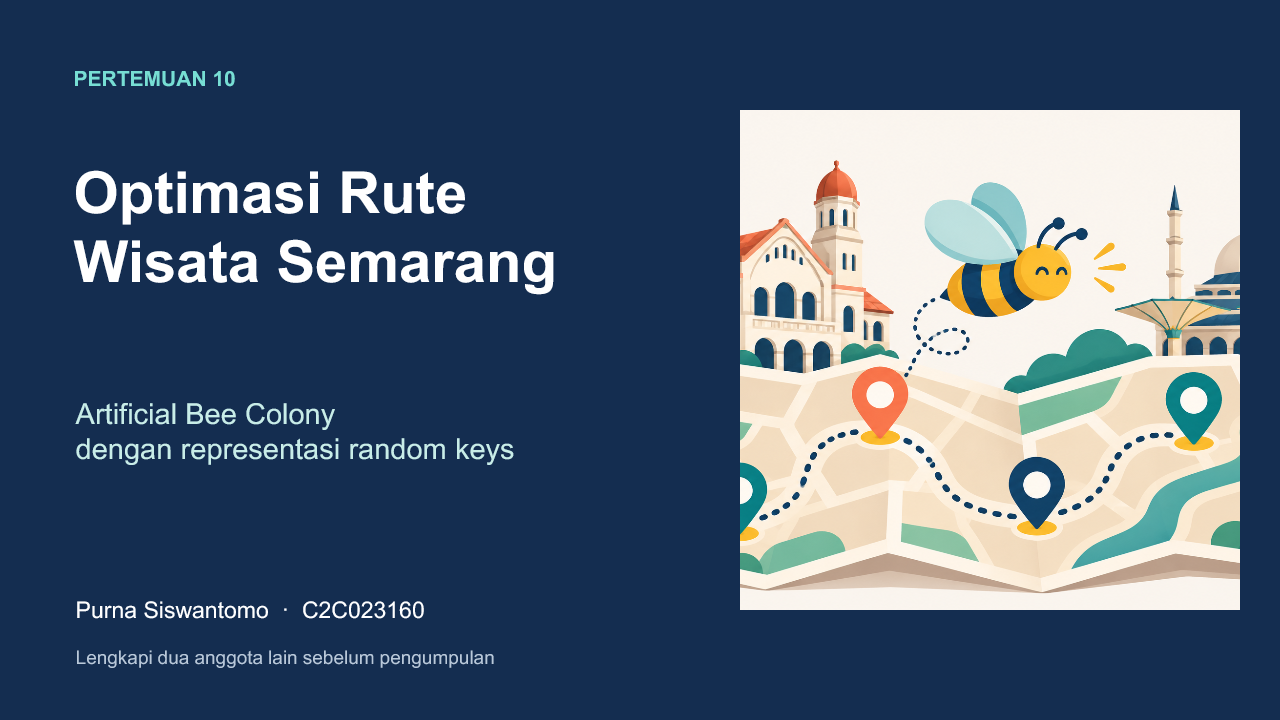 PERTEMUAN 10
Optimasi Rute
Wisata Semarang
Artificial Bee Colony
dengan representasi random keys
Purna Siswantomo · C2C023160
Lengkapi dua anggota lain sebelum pengumpulan